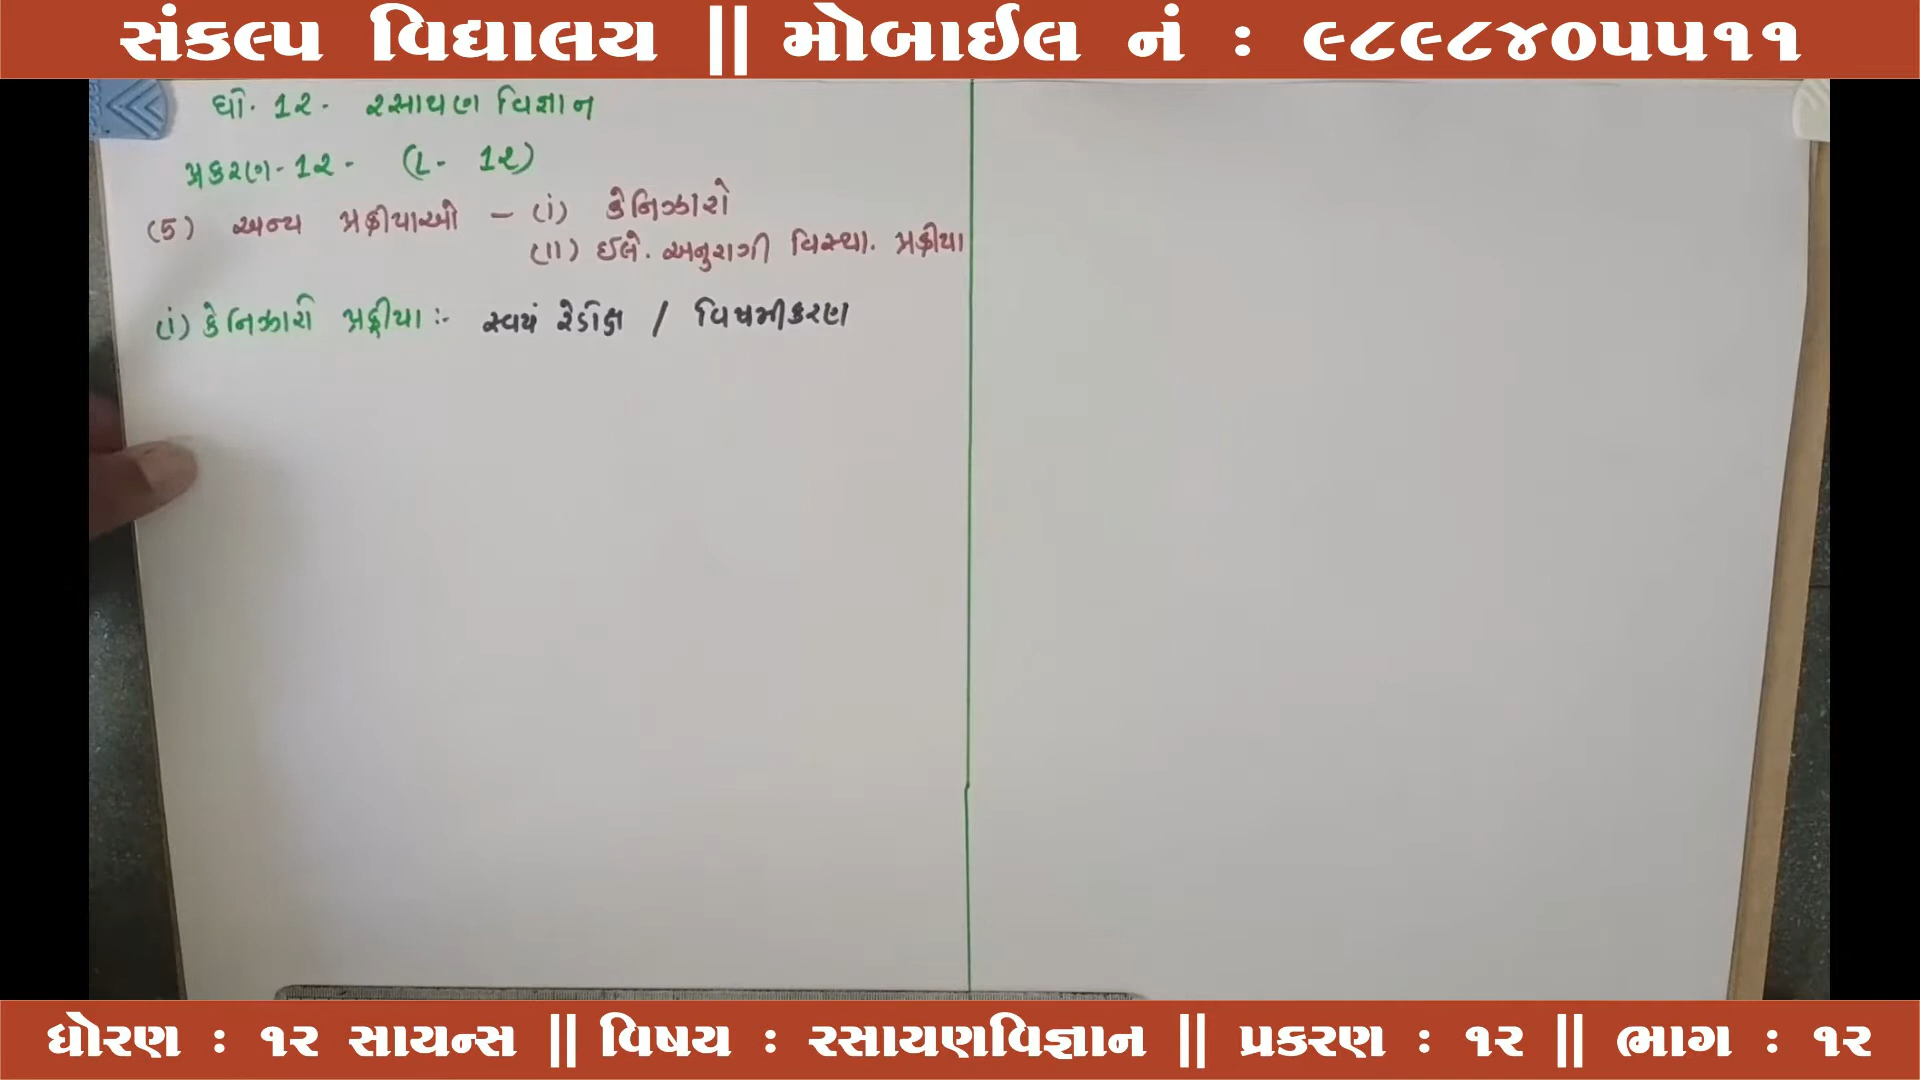 સંકલ્પ વિદ્યાલય || મોબાઈલ નં : ૯૮૯૮૪૦૫૫૧૧
ધો. 12. રસાયણ વિજ્ઞાન
પ્રકરણ-12. (L- 12)
(5) અન્ય પ્રક્રીયાઓ - (i) કેનિઝારો
(II) ઈલે. અનુરાગી વિસ્થા. પ્રક્રીયા
(i) કેનિઝારો પ્રક્રીયા :- સ્વયં રેડોક્ષ / વિષમીકરણ
ધોરણ : ૧૨ સાયન્સ || વિષય : રસાયણવિજ્ઞાન || પ્રકરણ : ૧૨ || ભાગ : ૧૨